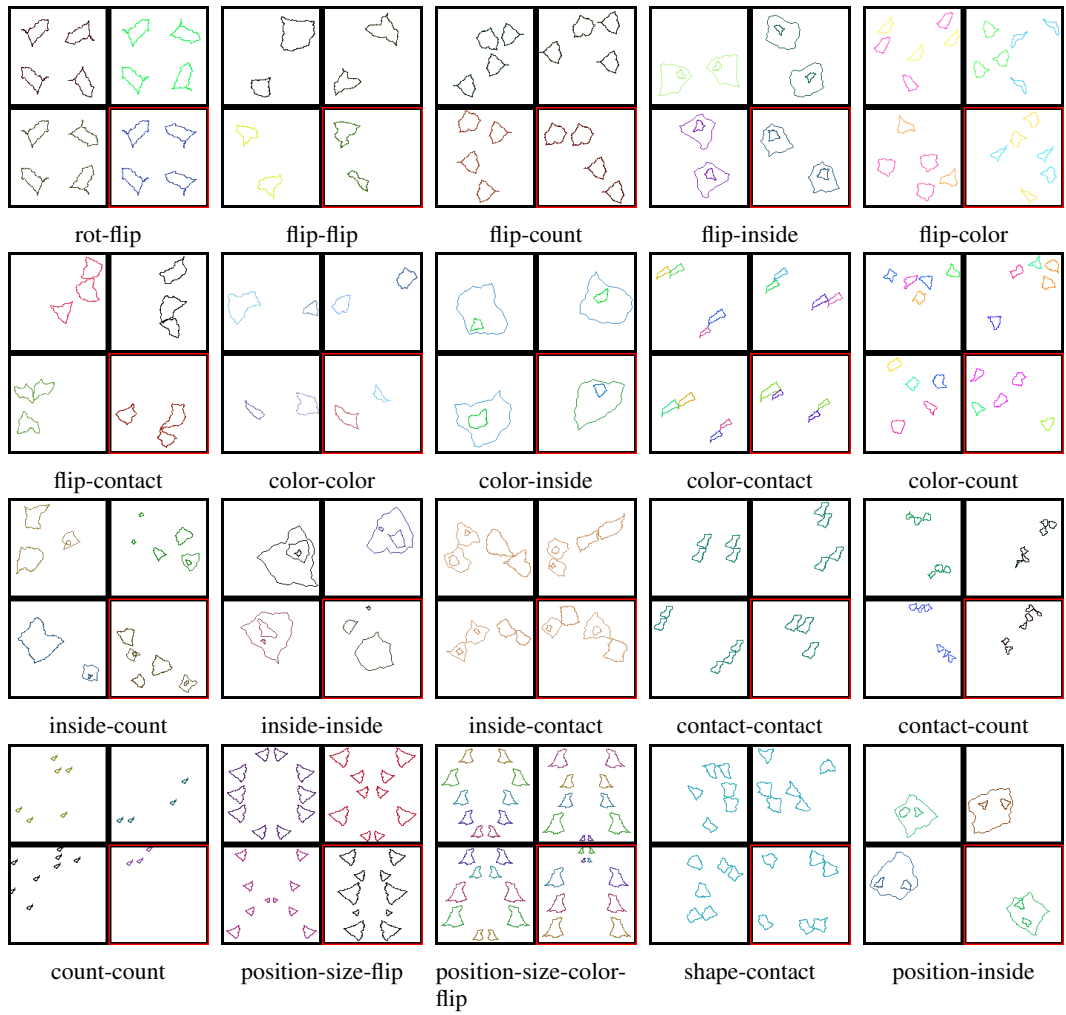 rot-flip
flip-flip
flip-count
flip-inside
flip-color
flip-contact
color-color
color-inside
color-contact
color-count
inside-count
inside-inside
inside-contact
contact-contact
contact-count
count-count
position-size-flip
position-size-color-
flip
shape-contact
position-inside